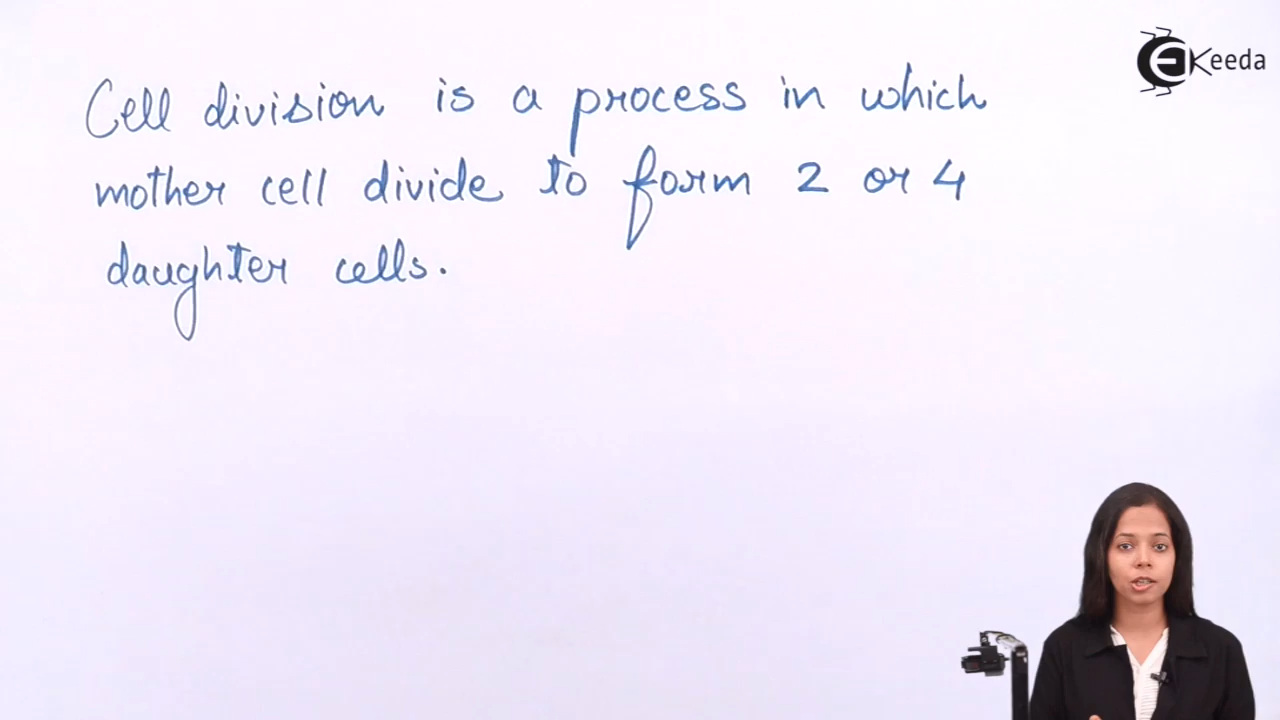 Cell division is a process in which
mother cell divide to form 2 or 4
daughter cells.
EKeeda